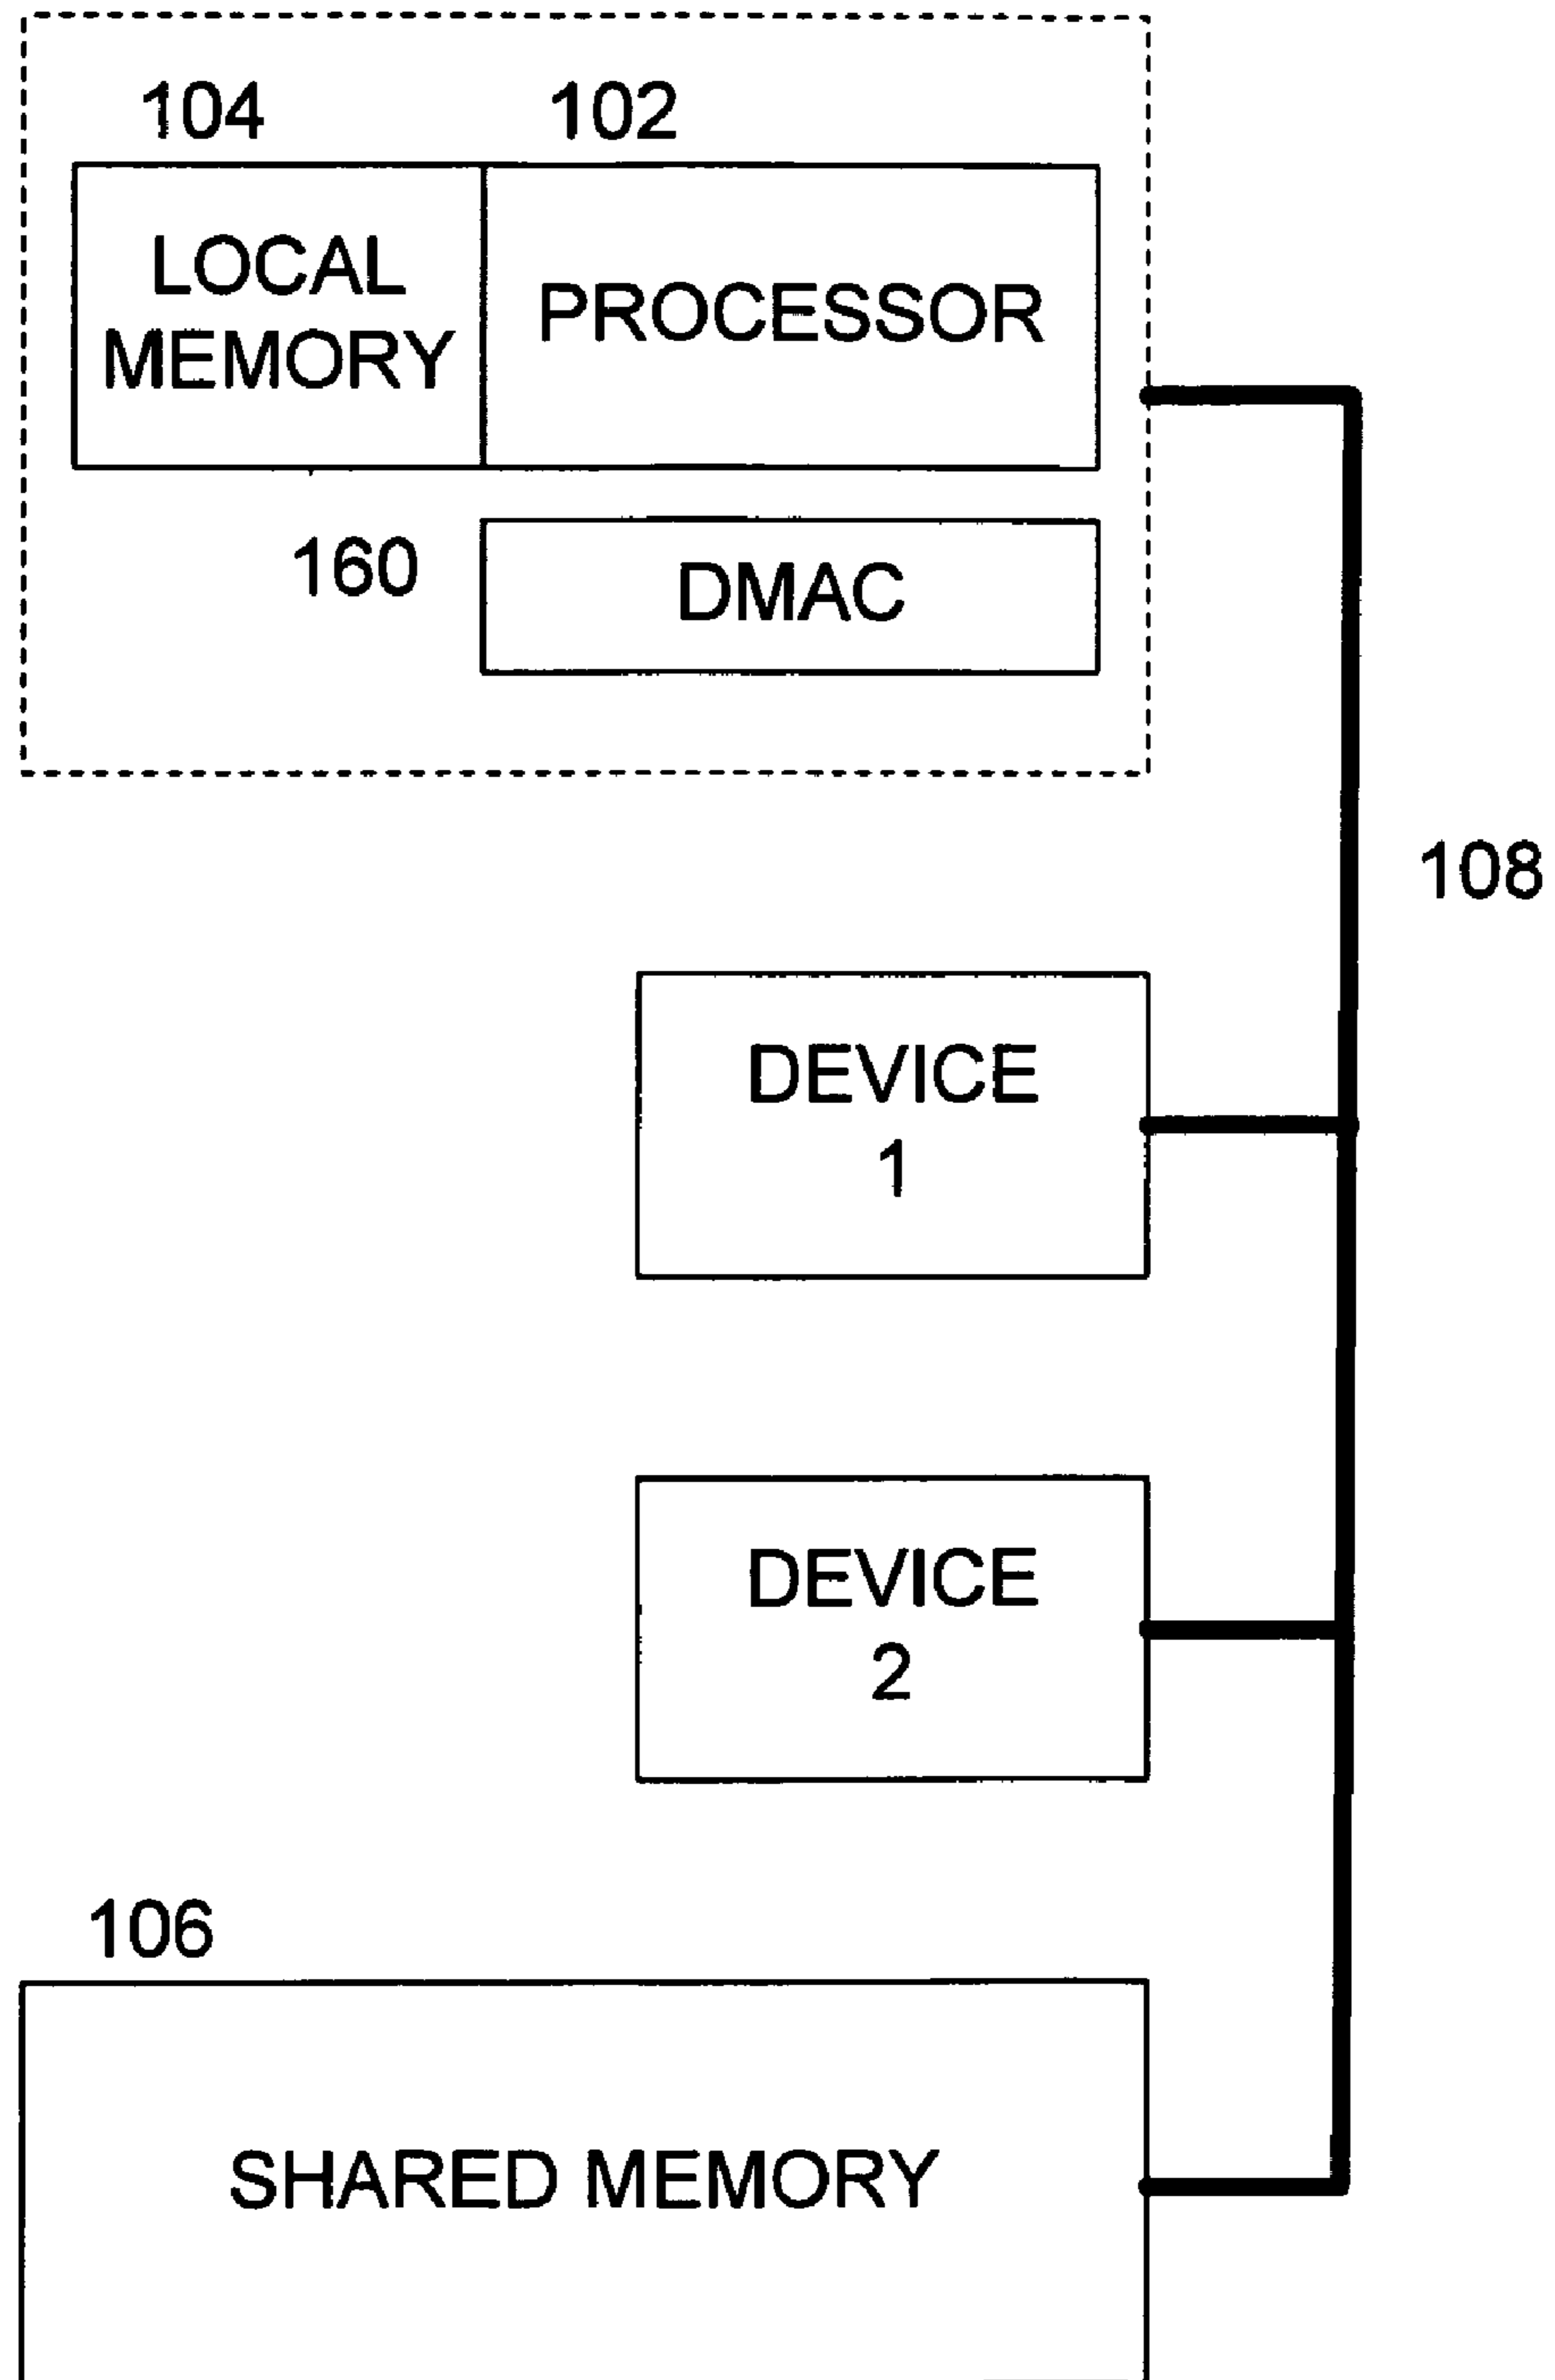 104
102
LOCAL
MEMORY
PROCESSOR
160
DMAC
108
DEVICE
1
DEVICE
2
106
SHARED MEMORY